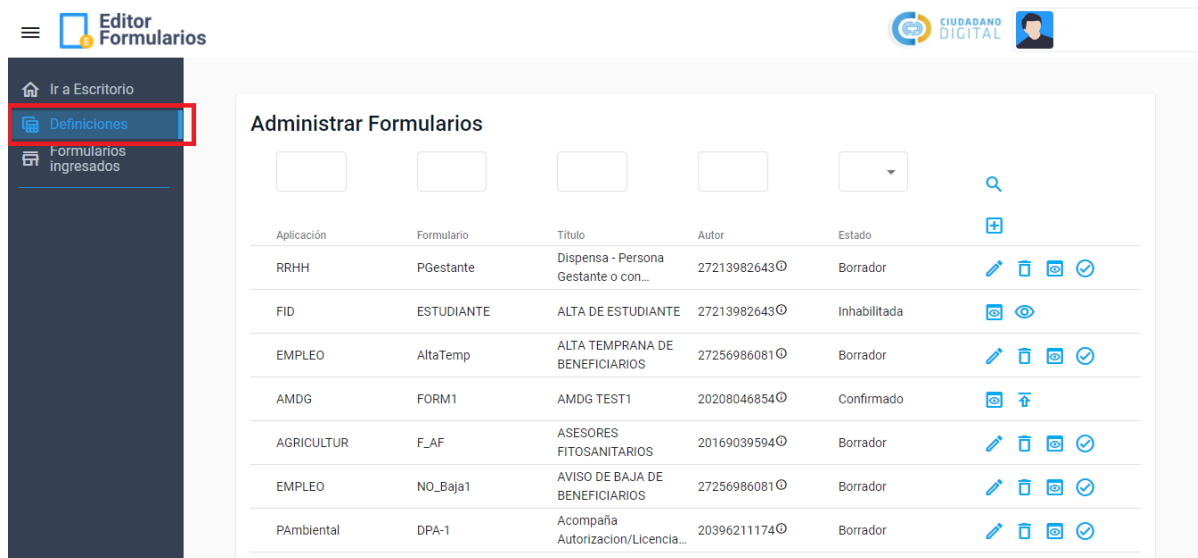 Editor
Formularios
CIUDADANO
DIGITAL
Ir a Escritorio
Definiciones
Formularios
ingresados
Administrar Formularios
Aplicación Formulario Título Autor Estado
RRHH PGestante Dispensa - Persona
Gestante o con... 27213982643 Borrador
FID ESTUDIANTE ALTA DE ESTUDIANTE 27213982643 Inhabilitada
EMPLEO AltaTemp ALTA TEMPRANA DE
BENEFICIARIOS 27256986081 Borrador
AMDG FORM1 AMDG TEST1 20208046854 Confirmado
AGRICULTUR F_AF ASESORES
FITOSANITARIOS 20169039594 Borrador
EMPLEO NO_Baja1 AVISO DE BAJA DE
BENEFICIARIOS 27256986081 Borrador
PAmbiental DPA-1 Acompaña
Autorizacion/Licencia... 20396211174 Borrador